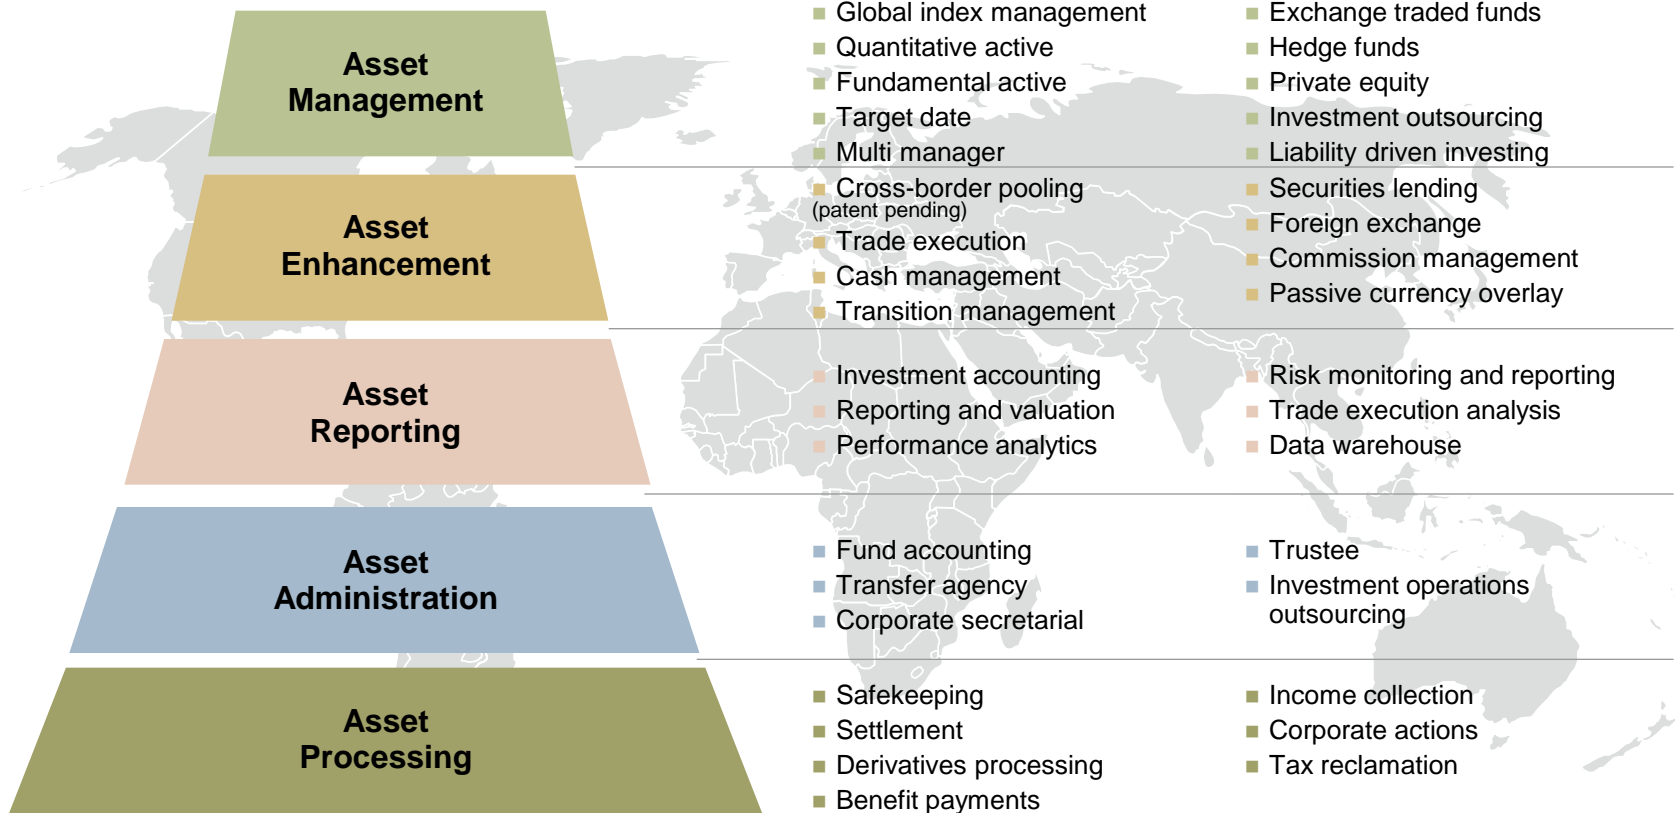 Asset
Management
Global index management
Quantitative active
Fundamental active
Target date
Multi manager
Exchange traded funds
Hedge funds
Private equity
Investment outsourcing
Liability driven investing
Asset
Enhancement
Cross-border pooling
(patent pending)
Trade execution
Cash management
Transition management
Securities lending
Foreign exchange
Commission management
Passive currency overlay
Asset
Reporting
Investment accounting
Reporting and valuation
Performance analytics
Risk monitoring and reporting
Trade execution analysis
Data warehouse
Asset
Administration
Fund accounting
Transfer agency
Corporate secretarial
Trustee
Investment operations
outsourcing
Asset
Processing
Safekeeping
Settlement
Derivatives processing
Benefit payments
Income collection
Corporate actions
Tax reclamation